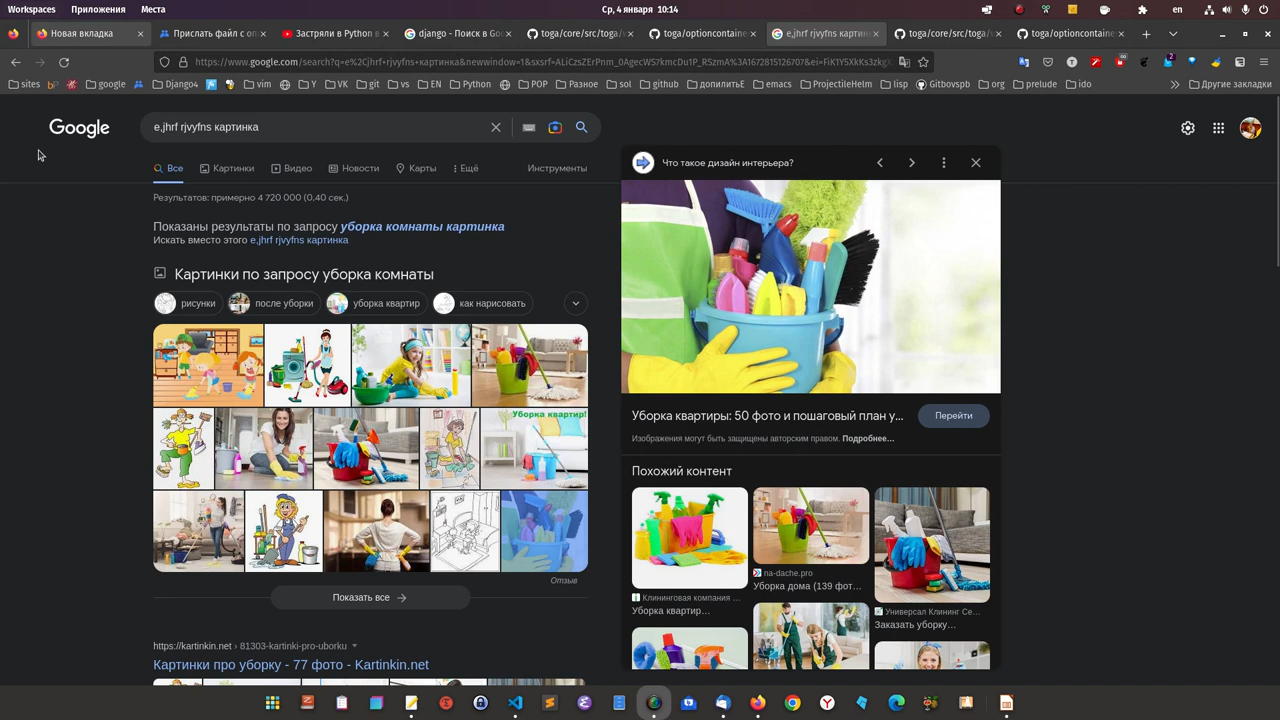 Workspaces Приложения Места Ср, 4 января 10:14 en
Новая вкладка Прислать файл с оп Застряли в Python в django - Поиск в Goo toga/core/src/toga/w toga/optioncontaine e,jhrf rjvyfns картинк toga/core/src/toga/w toga/optioncontaine
https://www.google.com/search?q=e%2Cjhrf+rjvyfns+картинка&newwindow=1&sxsrf=
sites google Django4 vim Y VK git vs EN Python POP Разное sol github допилитьЕ emacs ProjectileHelm lisp Gitbovspb org prelude ido Другие закладки
Google
e,jhrf rjvyfns картинка
Все Картинки Видео Новости Карты Ещё Инструменты
Результатов: примерно 4 720 000 (0,40 сек.)
Показаны результаты по запросу уборка комнаты картинка
Искать вместо этого e,jhrf rjvyfns картинка
Картинки по запросу уборка комнаты
рисунки после уборки уборка квартир как нарисовать
Уборка квартир!
Отзыв
Показать все
https://kartinkin.net › 81303-kartinki-pro-uborku
Картинки про уборку - 77 фото - Kartinkin.net
Что такое дизайн интерьера?
Уборка квартиры: 50 фото и пошаговый план у... Перейти
Изображения могут быть защищены авторским правом. Подробнее...
Похожий контент
Клининговая компания ...
Уборка квартир...
na-dache.pro
Уборка дома (139 фот...
Универсал Клининг Се...
Заказать уборку...